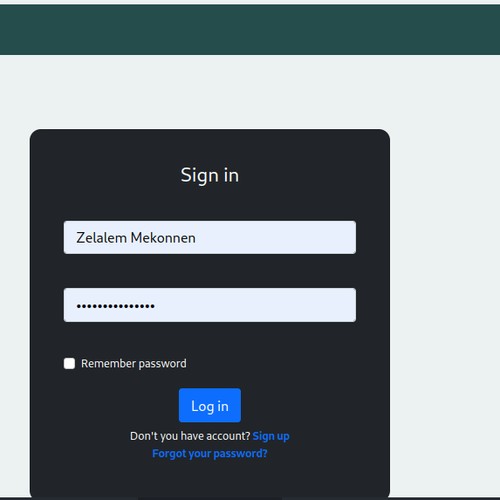 Sign in
Zelalem Mekonnen
•••••••••••••••
Remember password
Log in
Don't you have account? Sign up
Forgot your password?